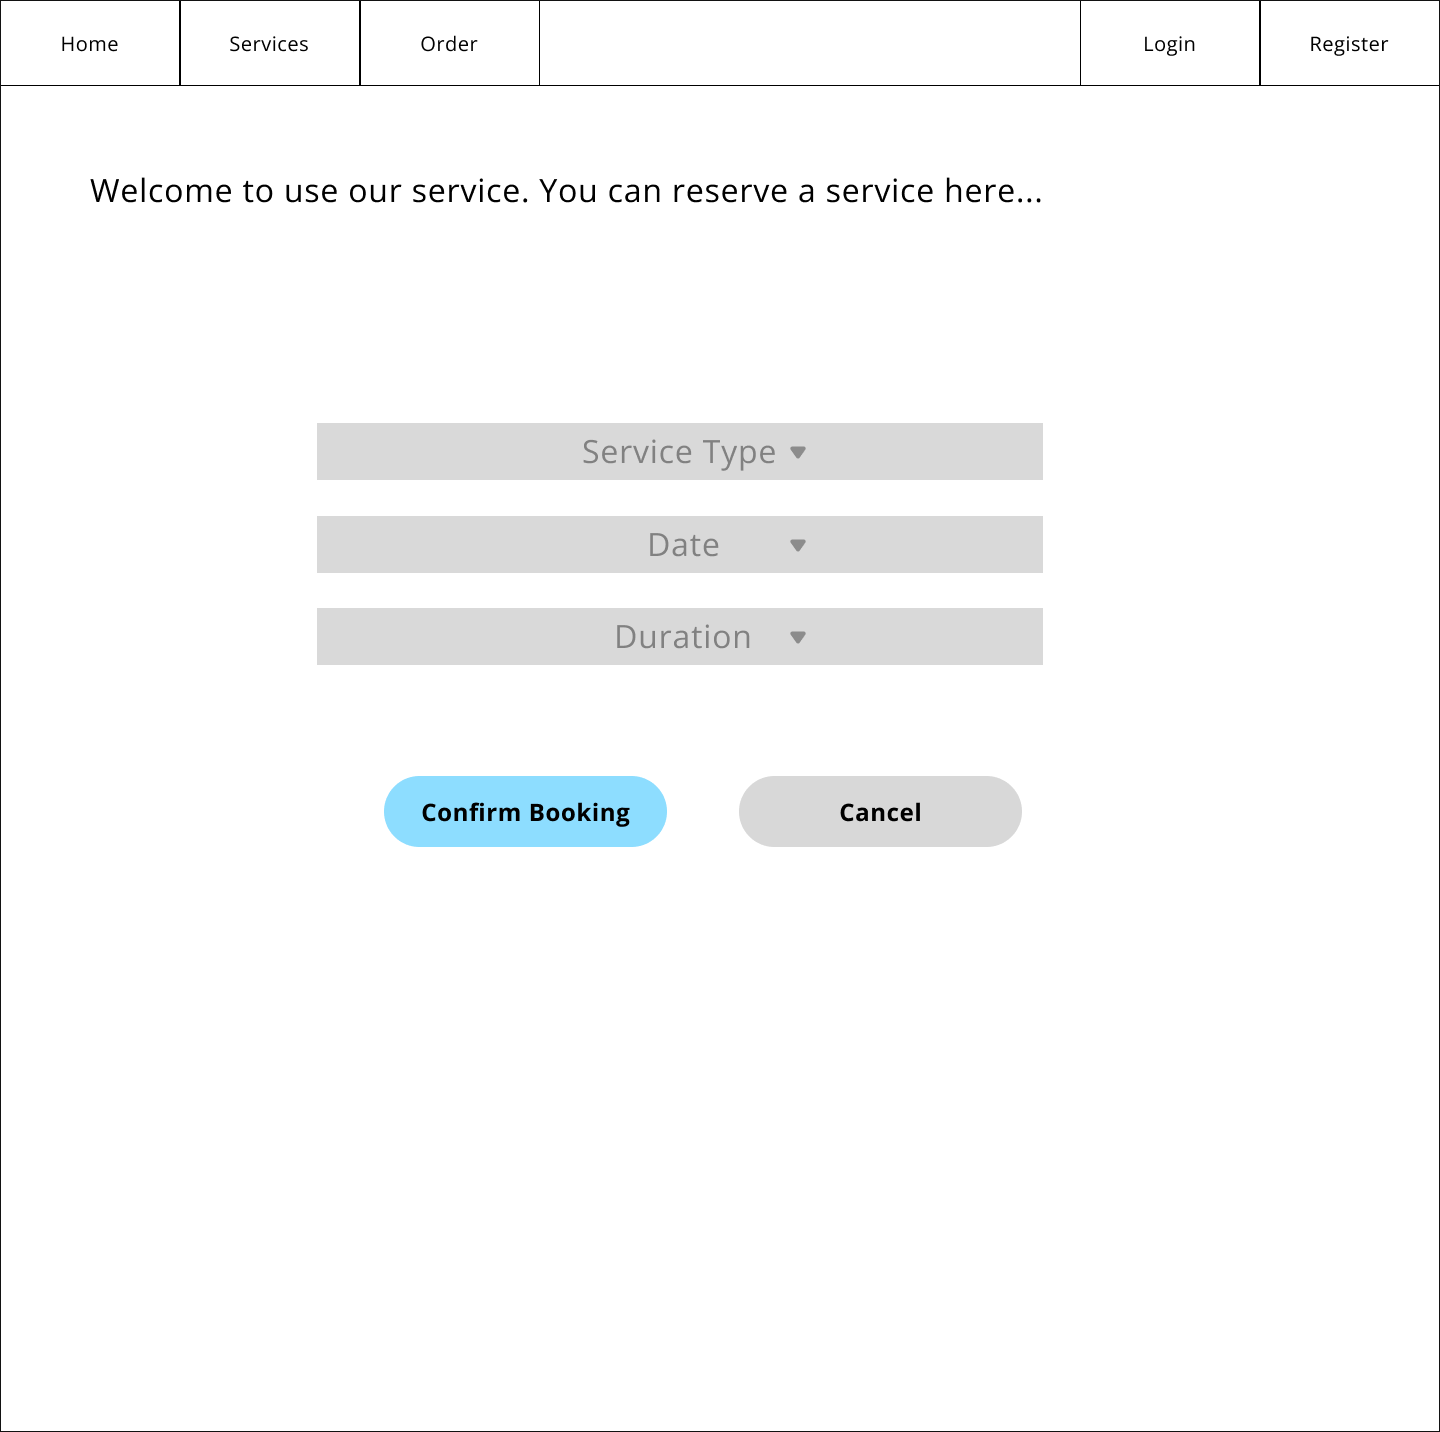 Home
Services
Order
Login
Register
Welcome to use our service. You can reserve a service here...
Service Type
Date
Duration
Confirm Booking
Cancel